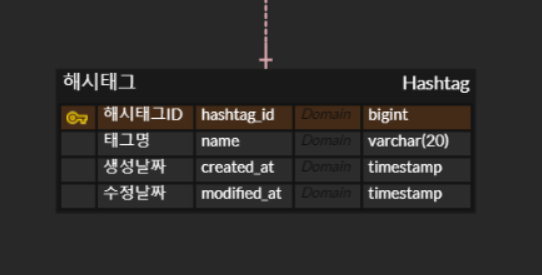 해시태그 Hashtag
해시태그ID hashtag_id Domain bigint
태그명 name Domain varchar(20)
생성날짜 created_at Domain timestamp
수정날짜 modified_at Domain timestamp